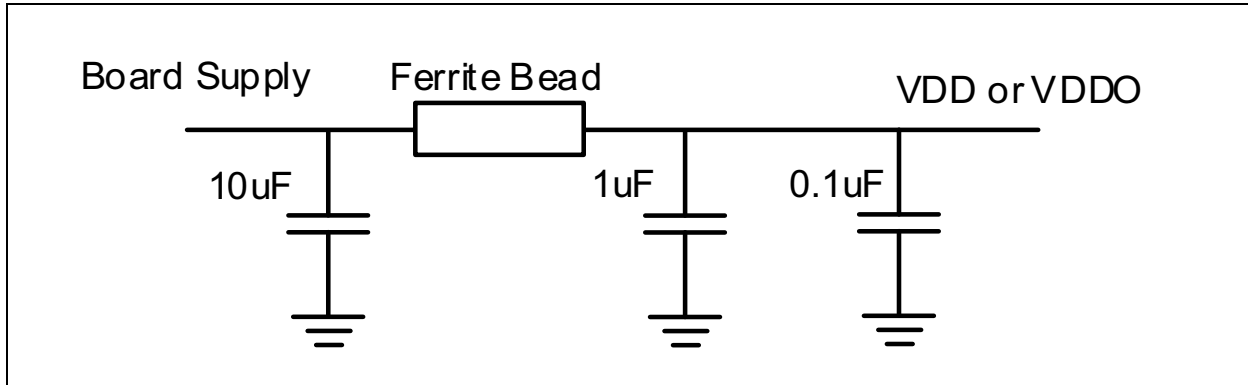 Board Supply
Ferrite Bead
VDD or VDDO
10uF
1uF
0.1uF